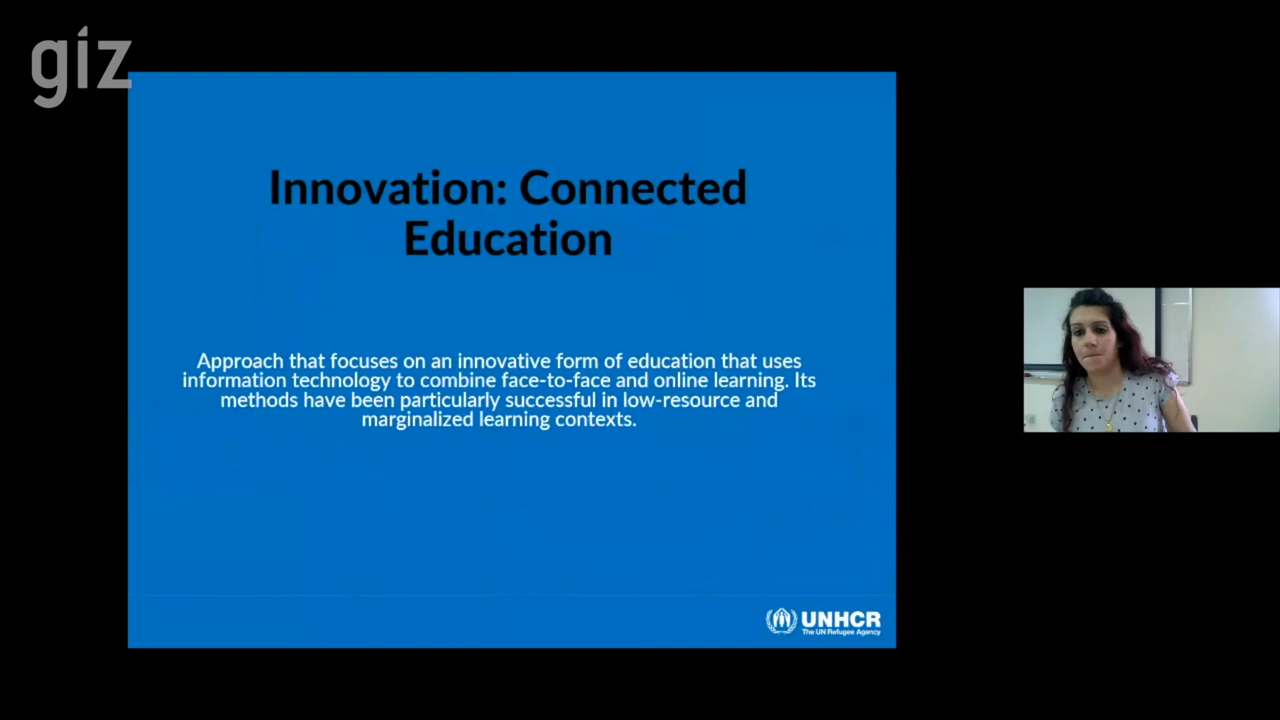 giz
Innovation: Connected
Education
Approach that focuses on an innovative form of education that uses
information technology to combine face-to-face and online learning. Its
methods have been particularly successful in low-resource and
marginalized learning contexts.
UNHCR
The UN Refugee Agency